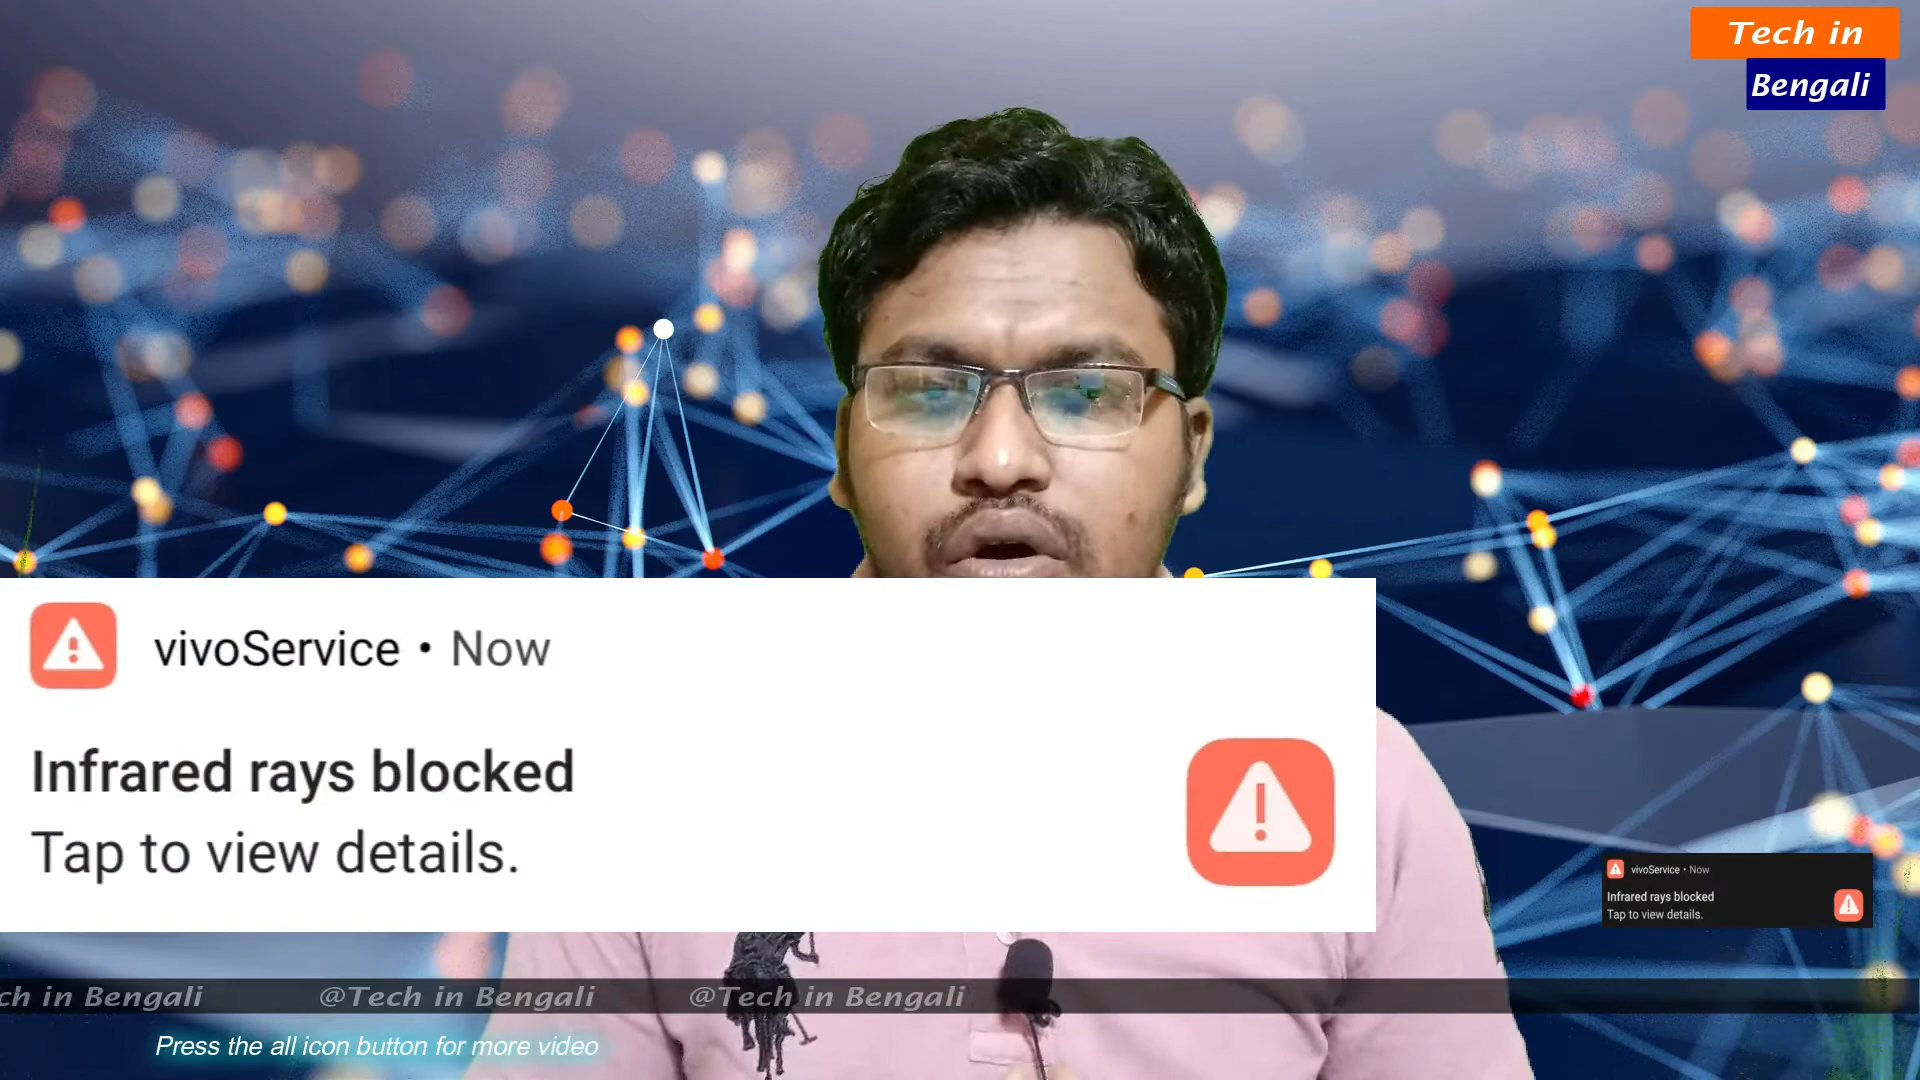 Tech in
Bengali
vivoService • Now
Infrared rays blocked
Tap to view details.
vivoService • Now
Infrared rays blocked
Tap to view details.
ch in Bengali @Tech in Bengali @Tech in Bengali
Press the all icon button for more video